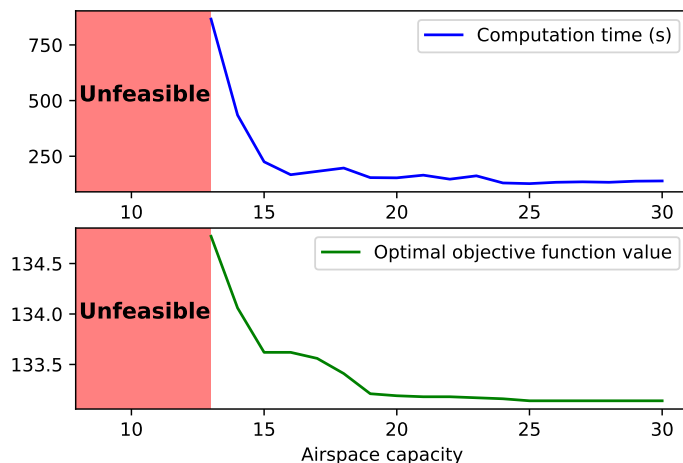 Computation time (s)
750
500
250
Unfeasible
10 15 20 25 30
Optimal objective function value
134.5
134.0
133.5
Unfeasible
10 15 20 25 30
Airspace capacity